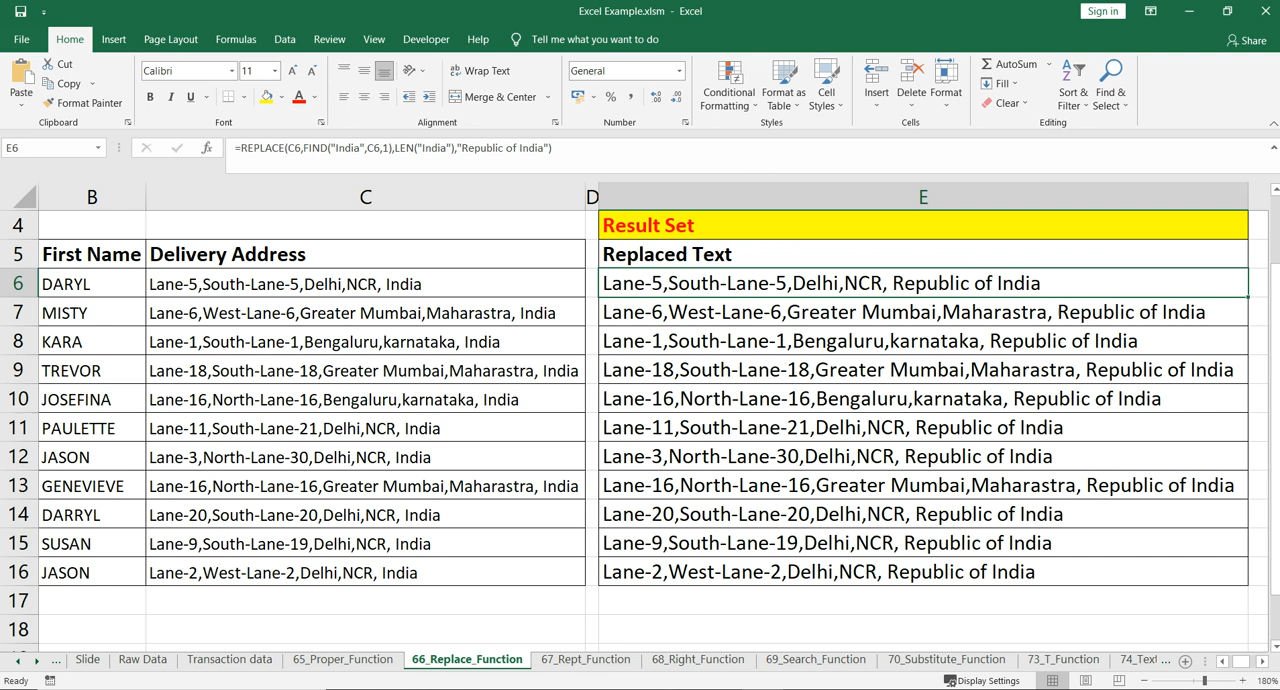 Excel Example.xlsm - Excel
Sign in
File Home Insert Page Layout Formulas Data Review View Developer Help Tell me what you want to do Share
Paste
Cut
Copy
Format Painter
Clipboard
Calibri 11
B I U
Font
Wrap Text
Merge & Center
Alignment
General
Number
Conditional Formatting
Format as Table
Cell Styles
Styles
Insert Delete Format
Cells
AutoSum
Fill
Clear
Sort & Filter
Find & Select
Editing
E6 fx =REPLACE(C6,FIND("India",C6,1),LEN("India"),"Republic of India")
B C D E
4 Result Set
5 First Name Delivery Address Replaced Text
6 DARYL Lane-5,South-Lane-5,Delhi,NCR, India Lane-5,South-Lane-5,Delhi,NCR, Republic of India
7 MISTY Lane-6,West-Lane-6,Greater Mumbai,Maharastra, India Lane-6,West-Lane-6,Greater Mumbai,Maharastra, Republic of India
8 KARA Lane-1,South-Lane-1,Bengaluru,karnataka, India Lane-1,South-Lane-1,Bengaluru,karnataka, Republic of India
9 TREVOR Lane-18,South-Lane-18,Greater Mumbai,Maharastra, India Lane-18,South-Lane-18,Greater Mumbai,Maharastra, Republic of India
10 JOSEFINA Lane-16,North-Lane-16,Bengaluru,karnataka, India Lane-16,North-Lane-16,Bengaluru,karnataka, Republic of India
11 PAULETTE Lane-11,South-Lane-21,Delhi,NCR, India Lane-11,South-Lane-21,Delhi,NCR, Republic of India
12 JASON Lane-3,North-Lane-30,Delhi,NCR, India Lane-3,North-Lane-30,Delhi,NCR, Republic of India
13 GENEVIEVE Lane-16,North-Lane-16,Greater Mumbai,Maharastra, India Lane-16,North-Lane-16,Greater Mumbai,Maharastra, Republic of India
14 DARRYL Lane-20,South-Lane-20,Delhi,NCR, India Lane-20,South-Lane-20,Delhi,NCR, Republic of India
15 SUSAN Lane-9,South-Lane-19,Delhi,NCR, India Lane-9,South-Lane-19,Delhi,NCR, Republic of India
16 JASON Lane-2,West-Lane-2,Delhi,NCR, India Lane-2,West-Lane-2,Delhi,NCR, Republic of India
17
18
... Slide Raw Data Transaction data 65_Proper_Function 66_Replace_Function 67_Rept_Function 68_Right_Function 69_Search_Function 70_Substitute_Function 73_T_Function 74_Text ...
Ready Display Settings 180%